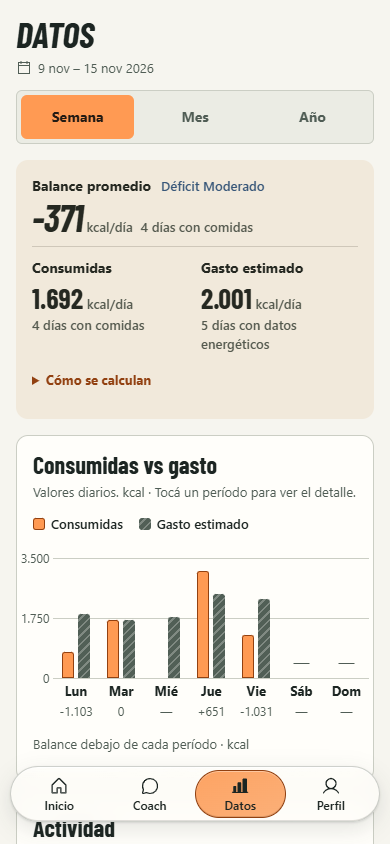 DATOS
9 nov – 15 nov 2026
Semana Mes Año
Balance promedio Déficit Moderado
-371 kcal/día 4 días con comidas
Consumidas Gasto estimado
1.692 kcal/día 2.001 kcal/día
4 días con comidas 5 días con datos
energéticos
Cómo se calculan
Consumidas vs gasto
Valores diarios. kcal · Tocá un período para ver el detalle.
Consumidas Gasto estimado
3.500
1.750
0
Lun Mar Mié Jue Vie Sáb Dom
-1.103 0 — +651 -1.031 — —
Balance debajo de cada período · kcal
Inicio Coach Datos Perfil
Actividad